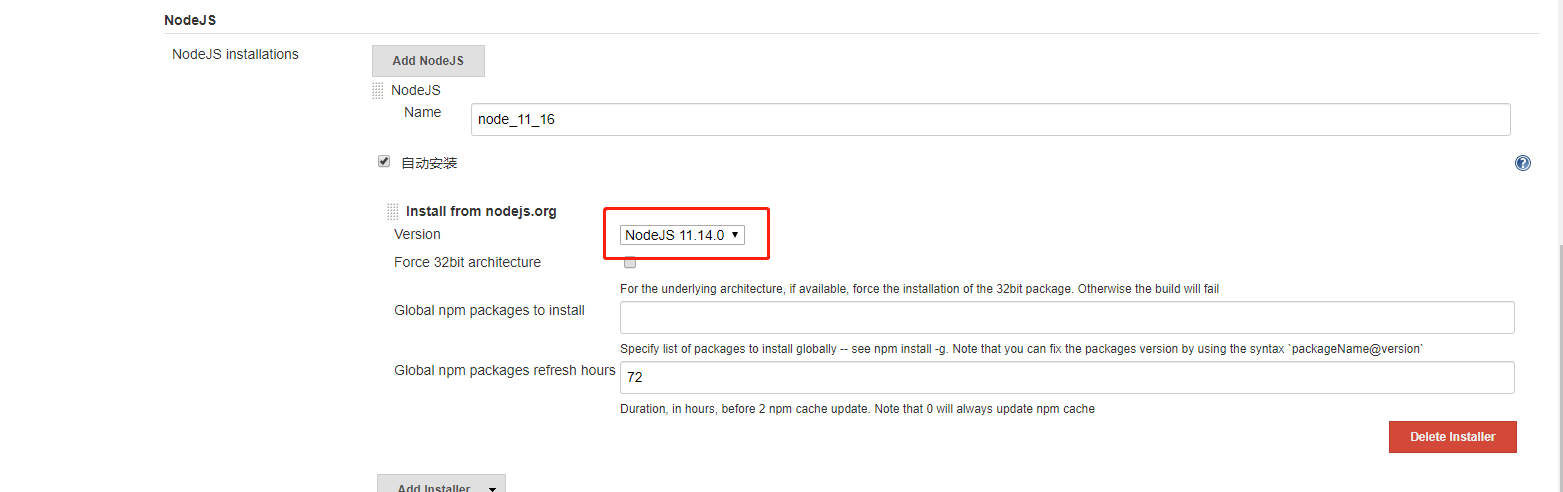 NodeJS
NodeJS installations
Add NodeJS
NodeJS
Name
node_11_16
自动安装
Install from nodejs.org
Version
NodeJS 11.14.0
Force 32bit architecture
For the underlying architecture, if available, force the installation of the 32bit package. Otherwise the build will fail
Global npm packages to install
Specify list of packages to install globally -- see npm install -g. Note that you can fix the packages version by using the syntax `packageName@version`
Global npm packages refresh hours
72
Duration, in hours, before 2 npm cache update. Note that 0 will always update npm cache
Delete Installer
Add Installer